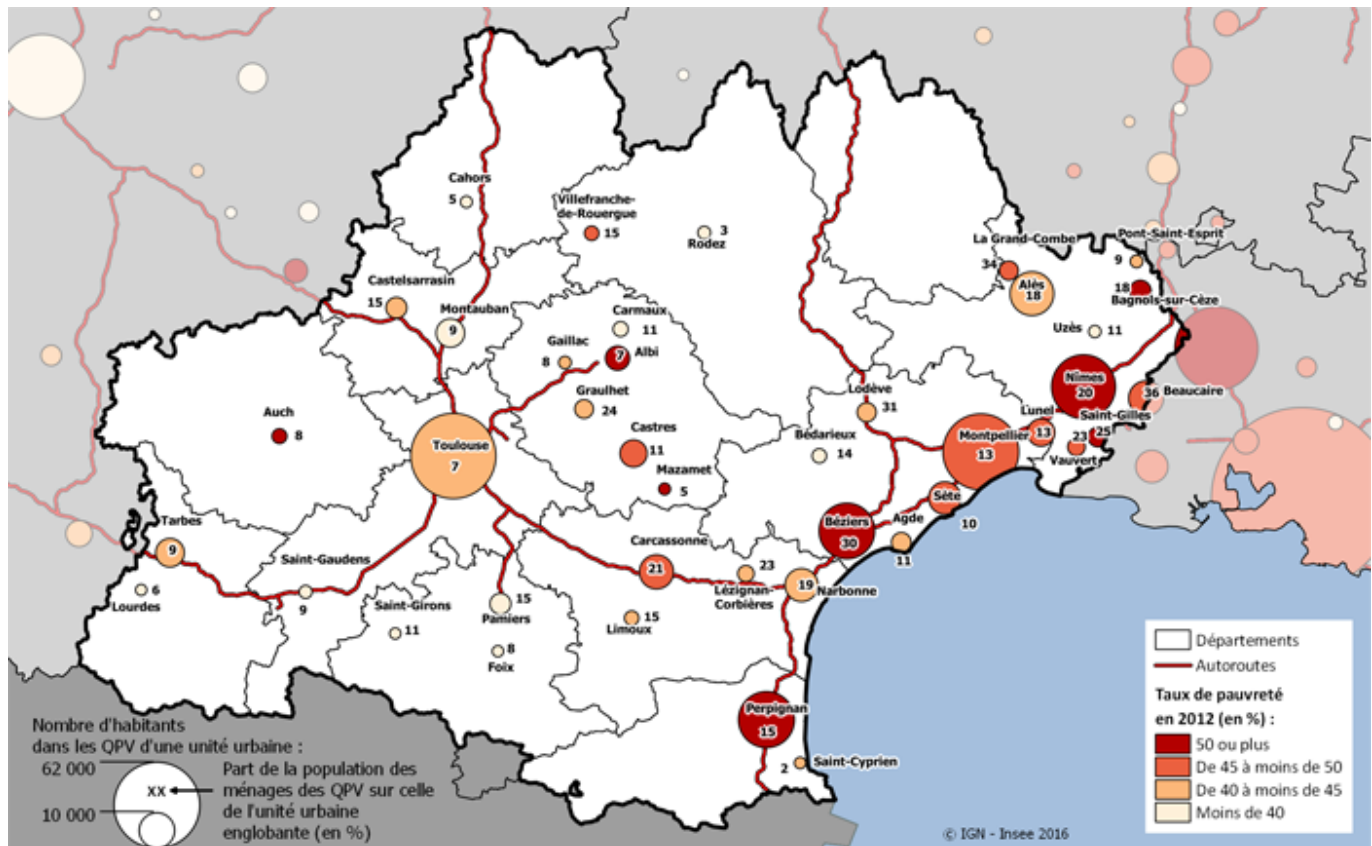 Cahors
5
Villefranche-
de-Rouergue
15
3
Rodez
La Grand-Combe
34
Pont-Saint-Esprit
9
Alès
18
18
Bagnols-sur-Cèze
Uzès
11
Castelsarrasin
15
Montauban
9
Carmaux
11
Gaillac
8
7
Albi
Graulhet
24
Auch
8
Toulouse
7
Castres
11
Mazamet
5
Lodève
31
Bédarieux
14
Nîmes
20
36
Beaucaire
Lunel
13
Saint-Gilles
25
23
Vauvert
Montpellier
13
Sète
10
Agde
11
Béziers
30
Tarbes
9
Saint-Gaudens
9
6
Lourdes
Saint-Girons
11
15
Pamiers
8
Foix
Carcassonne
21
15
Limoux
23
Lézignan-
Corbières
19
Narbonne
Perpignan
15
Saint-Cyprien
2
Nombre d'habitants
dans les QPV d'une unité urbaine :
62 000
10 000
xx
Part de la population des
ménages des QPV sur celle
de l'unité urbaine
englobante (en %)
Départements
Autoroutes
Taux de pauvreté
en 2012 (en %) :
50 ou plus
De 45 à moins de 50
De 40 à moins de 45
Moins de 40
© IGN - Insee 2016